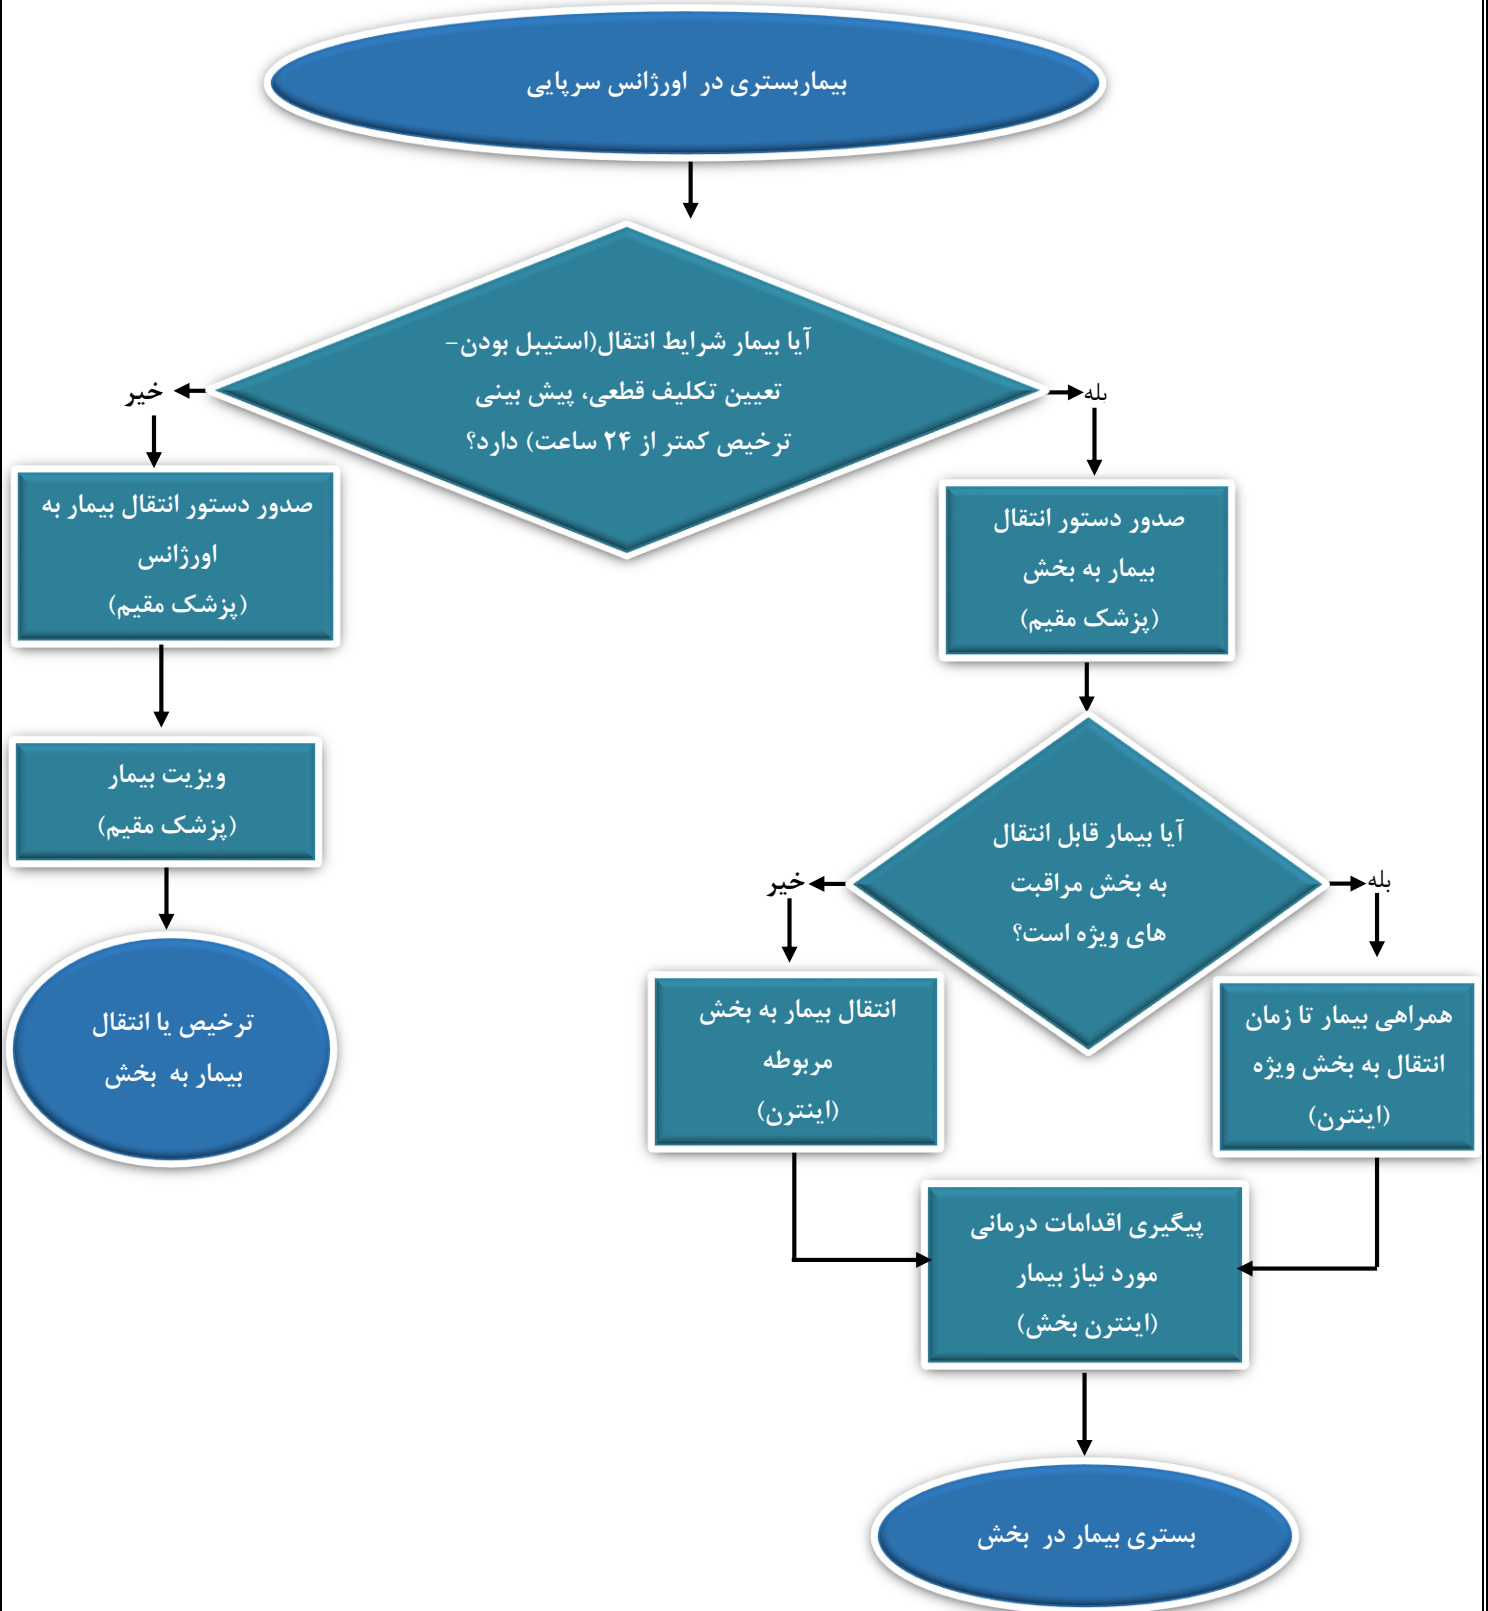 بیماربستری در اورژانس سرپایی
آیا بیمار شرایط انتقال(استیبل بودن-
تعیین تکلیف قطعی، پیش بینی
ترخیص کمتر از ۲۴ ساعت) دارد؟
بله
صدور دستور انتقال
بیمار به بخش
(پزشک مقیم)
آیا بیمار قابل انتقال
به بخش مراقبت
های ویژه است؟
بله
همراهی بیمار تا زمان
انتقال به بخش ویژه
(اینترن)
خیر
انتقال بیمار به بخش
مربوطه
(اینترن)
پیگیری اقدامات درمانی
مورد نیاز بیمار
(اینترن بخش)
بستری بیمار در بخش
خیر
صدور دستور انتقال بیمار به
اورژانس
(پزشک مقیم)
ویزیت بیمار
(پزشک مقیم)
ترخیص یا انتقال
بیمار به بخش